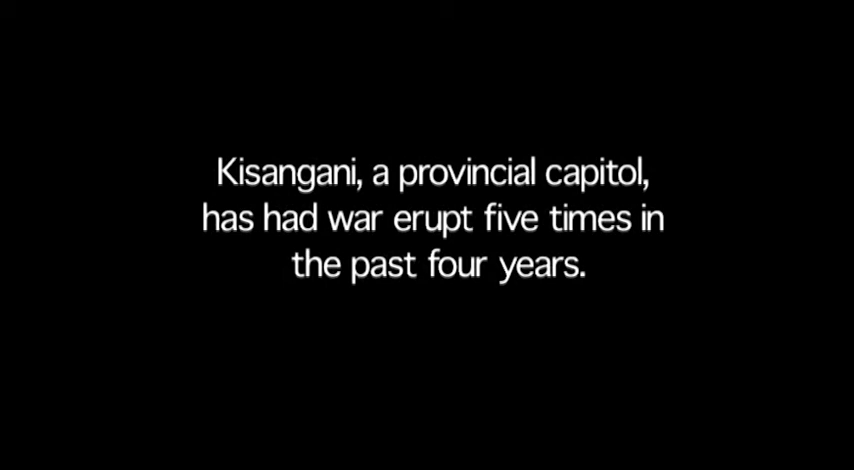 Kisangani, a provincial capitol,
has had war erupt five times in
the past four years.